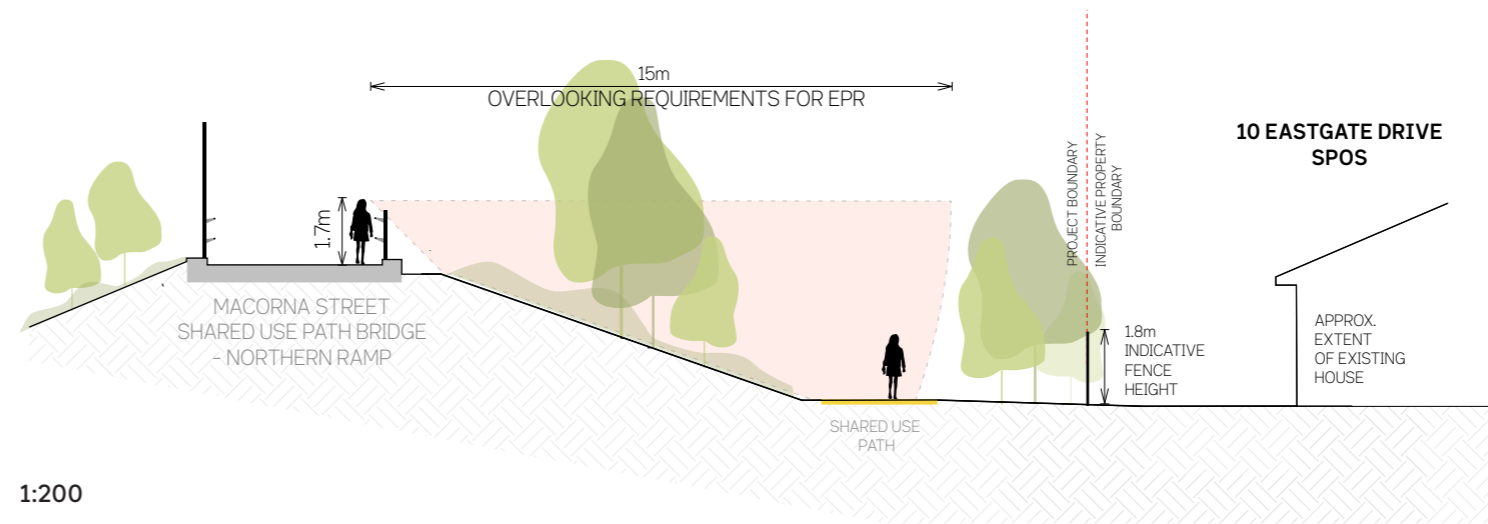 15m
OVERLOOKING REQUIREMENTS FOR EPR
10 EASTGATE DRIVE
SPOS
PROJECT BOUNDARY
INDICATIVE PROPERTY
BOUNDARY
1.7m
MACORNA STREET
SHARED USE PATH BRIDGE
- NORTHERN RAMP
1.8m
INDICATIVE
FENCE
HEIGHT
APPROX.
EXTENT
OF EXISTING
HOUSE
SHARED USE
PATH
1:200